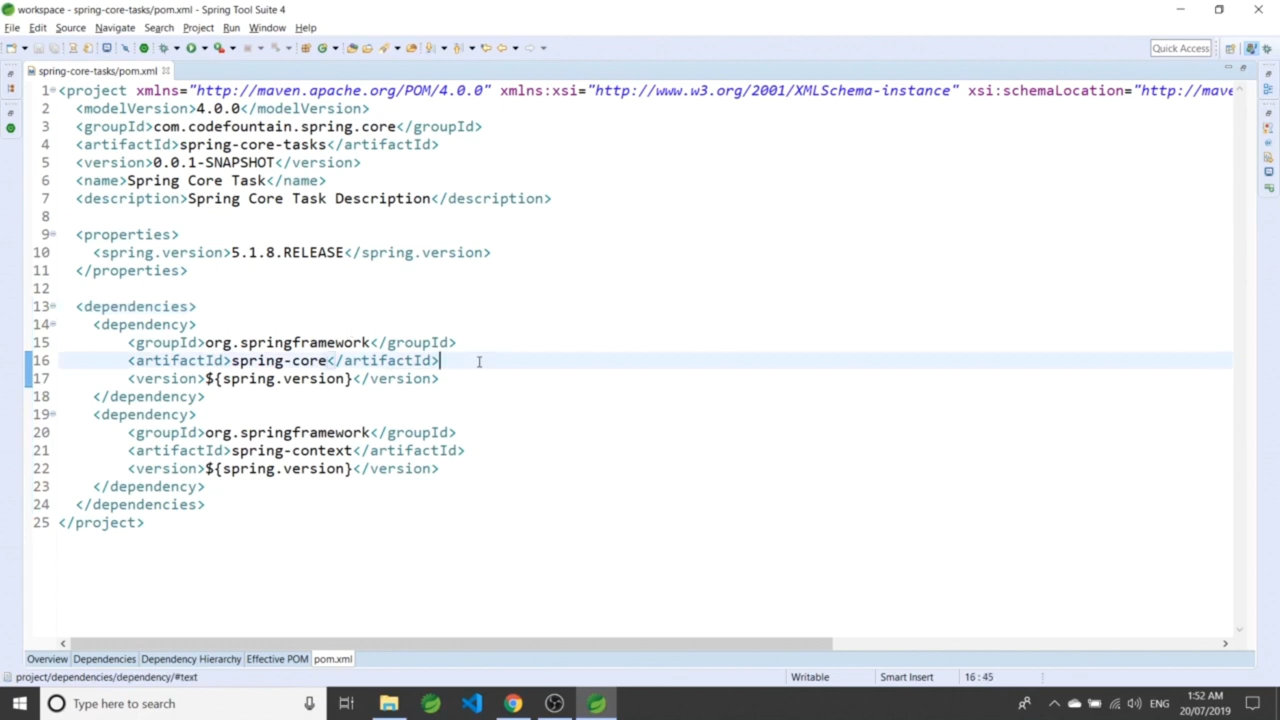 workspace - spring-core-tasks/pom.xml - Spring Tool Suite 4
File Edit Source Navigate Search Project Run Window Help
Quick Access
spring-core-tasks/pom.xml
1 <project xmlns="http://maven.apache.org/POM/4.0.0" xmlns:xsi="http://www.w3.org/2001/XMLSchema-instance" xsi:schemaLocation="http://mave
2 <modelVersion>4.0.0</modelVersion>
3 <groupId>com.codefountain.spring.core</groupId>
4 <artifactId>spring-core-tasks</artifactId>
5 <version>0.0.1-SNAPSHOT</version>
6 <name>Spring Core Task</name>
7 <description>Spring Core Task Description</description>
8
9 <properties>
10 <spring.version>5.1.8.RELEASE</spring.version>
11 </properties>
12
13 <dependencies>
14 <dependency>
15 <groupId>org.springframework</groupId>
16 <artifactId>spring-core</artifactId>
17 <version>${spring.version}</version>
18 </dependency>
19 <dependency>
20 <groupId>org.springframework</groupId>
21 <artifactId>spring-context</artifactId>
22 <version>${spring.version}</version>
23 </dependency>
24 </dependencies>
25 </project>
Overview Dependencies Dependency Hierarchy Effective POM pom.xml
project/dependencies/dependency/#text Writable Smart Insert 16 : 45
Type here to search ENG 1:52 AM
20/07/2019